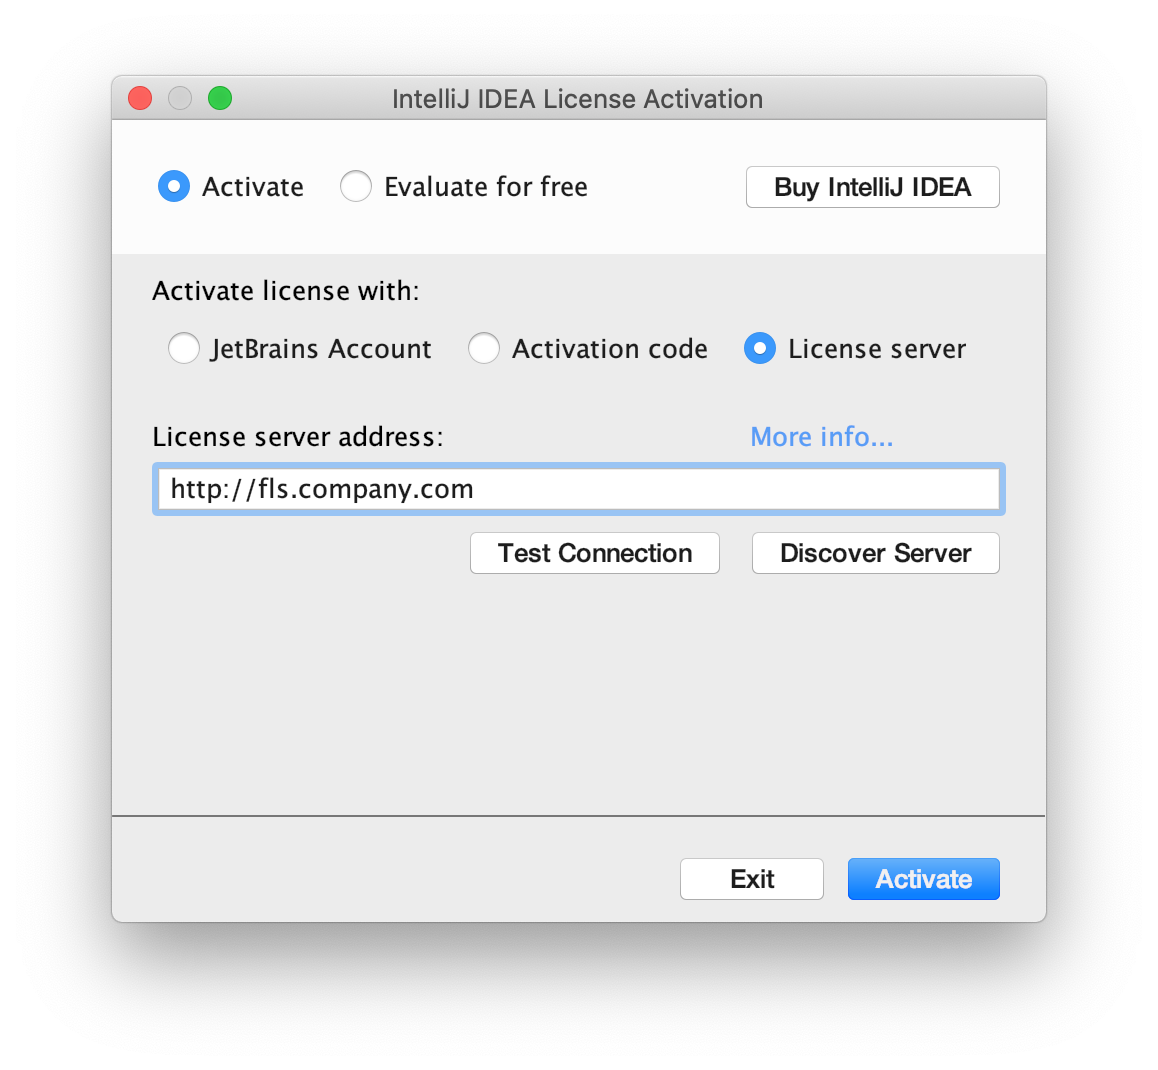 IntelliJ IDEA License Activation
Activate Evaluate for free Buy IntelliJ IDEA
Activate license with:
JetBrains Account Activation code License server
License server address: More info...
http://fls.company.com
Test Connection Discover Server
Exit Activate